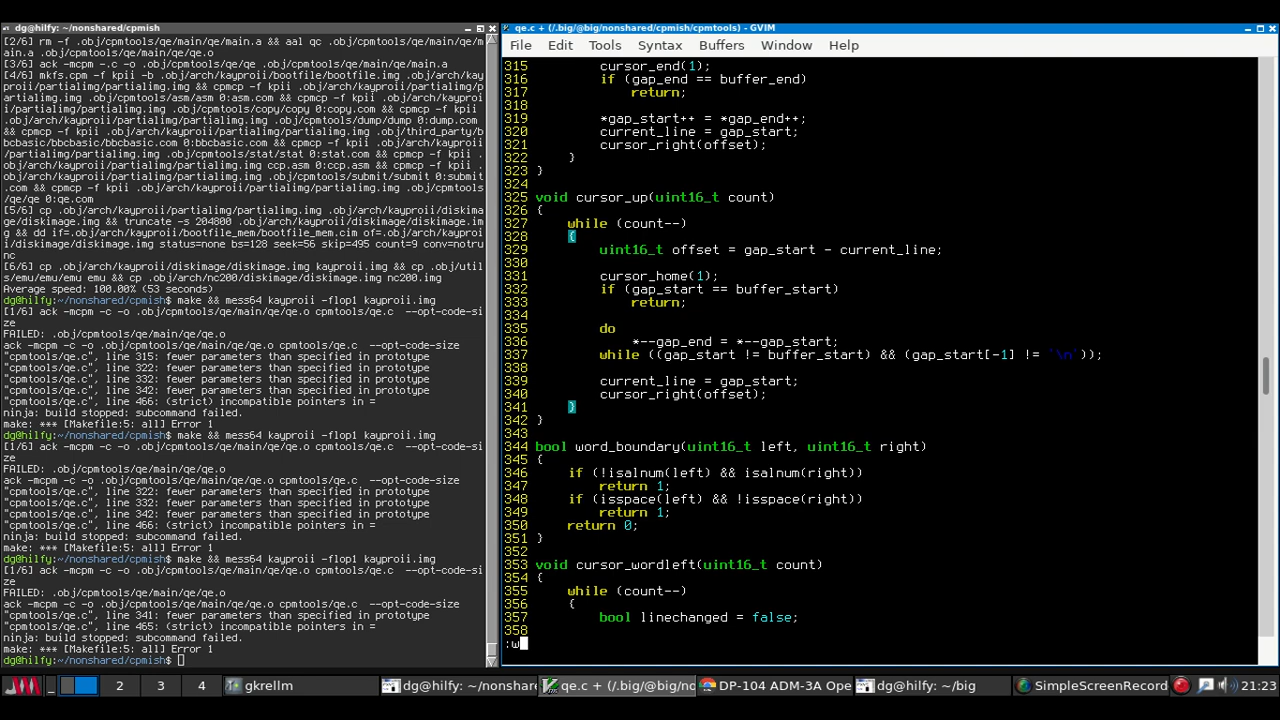 dg@hilfy: ~/nonshared/cpmish
[2/6] rm -f .obj/cpmtools/qe/main/qe/main.a && aal qc .obj/cpmtools/qe/main/qe/m
ain.a .obj/cpmtools/qe/main/qe/qe.o
[3/6] ack -mcpm -.c -o .obj/cpmtools/qe/qe .obj/cpmtools/qe/main/qe/main.a
[4/6] mkfs.cpm -f kpii -b .obj/arch/kayproii/bootfile/bootfile.img .obj/arch/kay
proii/partialimg/partialimg.img && cpmcp -f kpii .obj/arch/kayproii/partialimg/p
artialimg.img .obj/cpmtools/asm/asm 0:asm.com && cpmcp -f kpii .obj/arch/kayproi
i/partialimg/partialimg.img .obj/cpmtools/copy/copy 0:copy.com && cpmcp -f kpii
.obj/arch/kayproii/partialimg/partialimg.img .obj/cpmtools/dump/dump 0:dump.com
&& cpmcp -f kpii .obj/arch/kayproii/partialimg/partialimg.img .obj/third_party/b
bcbasic/bbcbasic/bbcbasic.com 0:bbcbasic.com && cpmcp -f kpii .obj/arch/kayproii
/partialimg/partialimg.img .obj/cpmtools/stat/stat 0:stat.com && cpmcp -f kpii .
obj/arch/kayproii/partialimg/partialimg.img ccp.asm 0:ccp.asm && cpmcp -f kpii .
obj/arch/kayproii/partialimg/partialimg.img .obj/cpmtools/submit/submit 0:submit
.com && cpmcp -f kpii .obj/arch/kayproii/partialimg/partialimg.img .obj/cpmtools
/qe/qe 0:qe.com
[5/6] cp .obj/arch/kayproii/partialimg/partialimg.img .obj/arch/kayproii/diskima
ge/diskimage.img && truncate -s 204800 .obj/arch/kayproii/diskimage/diskimage.im
g && dd if=.obj/arch/kayproii/bootfile_mem/bootfile_mem.cim of=.obj/arch/kayproi
i/diskimage/diskimage.img status=none bs=128 seek=56 skip=495 count=9 conv=notru
nc
[6/6] cp .obj/arch/kayproii/diskimage/diskimage.img kayproii.img && cp .obj/util
s/emu/emu/emu emu && cp .obj/arch/nc200/diskimage/diskimage.img nc200.img
Average speed: 100.00% (53 seconds)
dg@hilfy:~/nonshared/cpmish$ make && mess64 kayproii -flop1 kayproii.img
[1/6] ack -mcpm -c -o .obj/cpmtools/qe/main/qe/qe.o cpmtools/qe.c  --opt-code-si
ze
FAILED: .obj/cpmtools/qe/main/qe/qe.o
ack -mcpm -c -o .obj/cpmtools/qe/main/qe/qe.o cpmtools/qe.c  --opt-code-size
"cpmtools/qe.c", line 315: fewer parameters than specified in prototype
"cpmtools/qe.c", line 322: fewer parameters than specified in prototype
"cpmtools/qe.c", line 332: fewer parameters than specified in prototype
"cpmtools/qe.c", line 342: fewer parameters than specified in prototype
"cpmtools/qe.c", line 466: (strict) incompatible pointers in =
ninja: build stopped: subcommand failed.
make: *** [Makefile:5: all] Error 1
dg@hilfy:~/nonshared/cpmish$ make && mess64 kayproii -flop1 kayproii.img
[1/6] ack -mcpm -c -o .obj/cpmtools/qe/main/qe/qe.o cpmtools/qe.c  --opt-code-si
ze
FAILED: .obj/cpmtools/qe/main/qe/qe.o
ack -mcpm -c -o .obj/cpmtools/qe/main/qe/qe.o cpmtools/qe.c  --opt-code-size
"cpmtools/qe.c", line 322: fewer parameters than specified in prototype
"cpmtools/qe.c", line 332: fewer parameters than specified in prototype
"cpmtools/qe.c", line 342: fewer parameters than specified in prototype
"cpmtools/qe.c", line 466: (strict) incompatible pointers in =
ninja: build stopped: subcommand failed.
make: *** [Makefile:5: all] Error 1
dg@hilfy:~/nonshared/cpmish$ make && mess64 kayproii -flop1 kayproii.img
[1/6] ack -mcpm -c -o .obj/cpmtools/qe/main/qe/qe.o cpmtools/qe.c  --opt-code-si
ze
FAILED: .obj/cpmtools/qe/main/qe/qe.o
ack -mcpm -c -o .obj/cpmtools/qe/main/qe/qe.o cpmtools/qe.c  --opt-code-size
"cpmtools/qe.c", line 341: fewer parameters than specified in prototype
"cpmtools/qe.c", line 465: (strict) incompatible pointers in =
ninja: build stopped: subcommand failed.
make: *** [Makefile:5: all] Error 1
dg@hilfy:~/nonshared/cpmish$
qe.c + (/.big/@big/nonshared/cpmish/cpmtools) - GVIM
File Edit Tools Syntax Buffers Window Help
315         cursor_end(1);
316         if (gap_end == buffer_end)
317             return;
318
319         *gap_start++ = *gap_end++;
320         current_line = gap_start;
321         cursor_right(offset);
322     }
323 }
324
325 void cursor_up(uint16_t count)
326 {
327     while (count--)
328     {
329         uint16_t offset = gap_start - current_line;
330
331         cursor_home(1);
332         if (gap_start == buffer_start)
333             return;
334
335         do
336             *--gap_end = *--gap_start;
337         while ((gap_start != buffer_start) && (gap_start[-1] != '\n'));
338
339         current_line = gap_start;
340         cursor_right(offset);
341     }
342 }
343
344 bool word_boundary(uint16_t left, uint16_t right)
345 {
346     if (!isalnum(left) && isalnum(right))
347         return 1;
348     if (isspace(left) && !isspace(right))
349         return 1;
350     return 0;
351 }
352
353 void cursor_wordleft(uint16_t count)
354 {
355     while (count--)
356     {
357         bool linechanged = false;
358
:w
2 3 4 gkrellm dg@hilfy: ~/nonshar qe.c + (/.big/@big/no DP-104 ADM-3A Ope dg@hilfy: ~/big SimpleScreenRecord 21:23